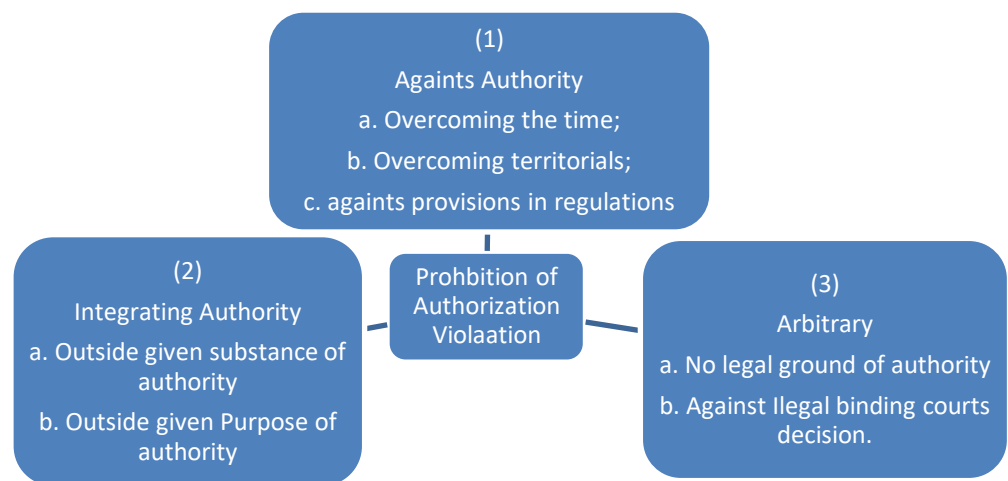 (1)
Againts Authority
a. Overcoming the time;
b. Overcoming territorials;
c. againts provisions in regulations
(2)
Integrating Authority
a. Outside given substance of
authority
b. Outside given Purpose of
authority
Prohbition of
Authorization
Violaation
(3)
Arbitrary
a. No legal ground of authority
b. Against Ilegal binding courts
decision.